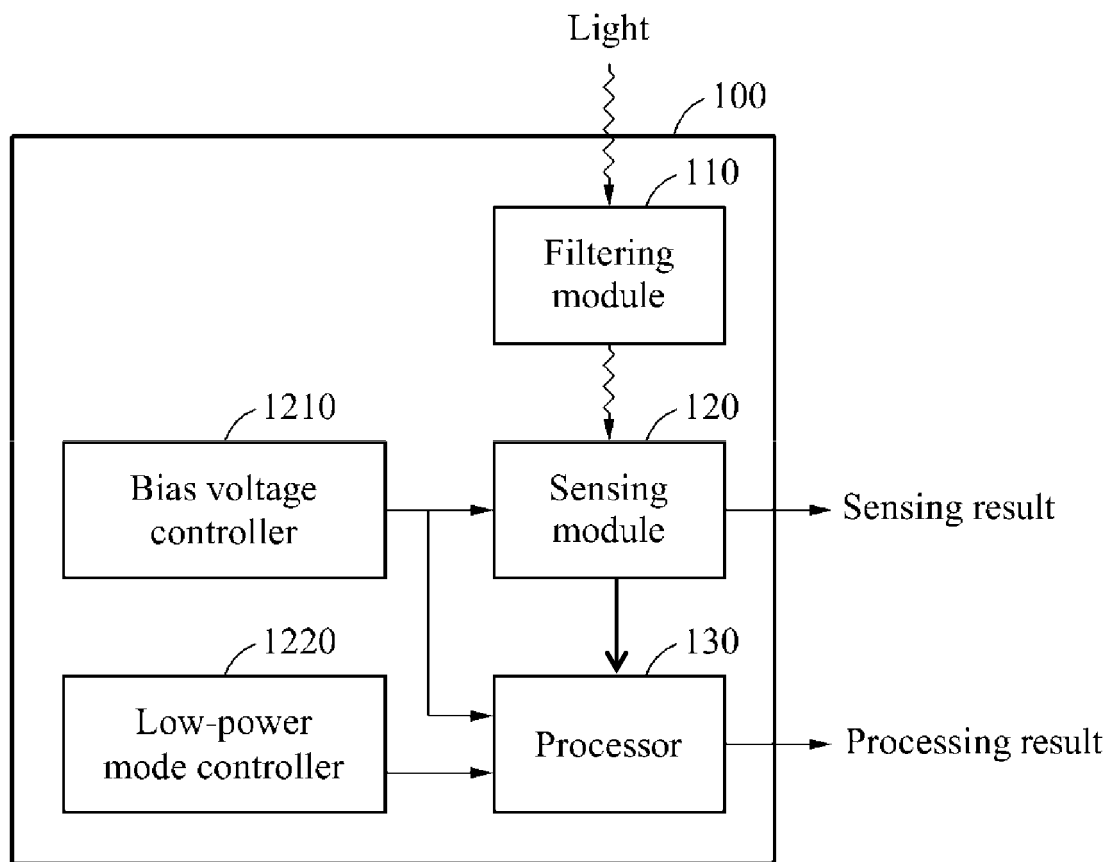 Light
100
110
Filtering
module
1210
120
Bias voltage
controller
Sensing
module
Sensing result
1220
130
Low-power
mode controller
Processor
Processing result